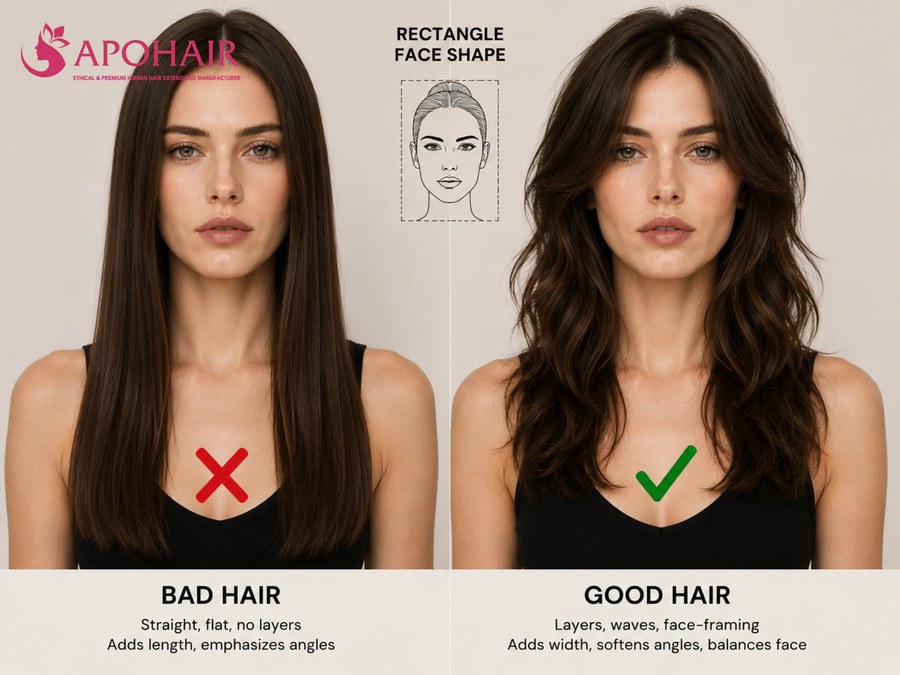 APOHAIR
ETHICAL & PREMIUM HUMAN HAIR EXTENSIONS MANUFACTURER
RECTANGLE
FACE SHAPE
BAD HAIR
Straight, flat, no layers
Adds length, emphasizes angles
GOOD HAIR
Layers, waves, face-framing
Adds width, softens angles, balances face